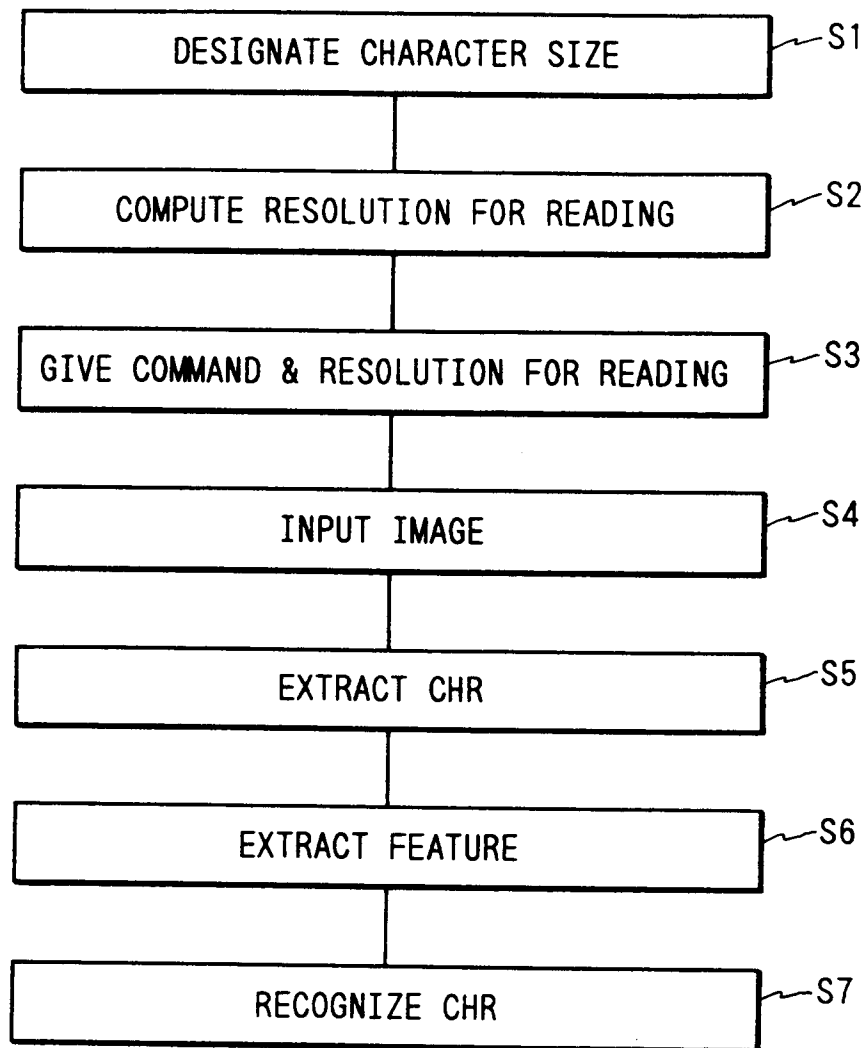 DESIGNATE CHARACTER SIZE S1
COMPUTE RESOLUTION FOR READING S2
GIVE COMMAND & RESOLUTION FOR READING S3
INPUT IMAGE S4
EXTRACT CHR S5
EXTRACT FEATURE S6
RECOGNIZE CHR S7